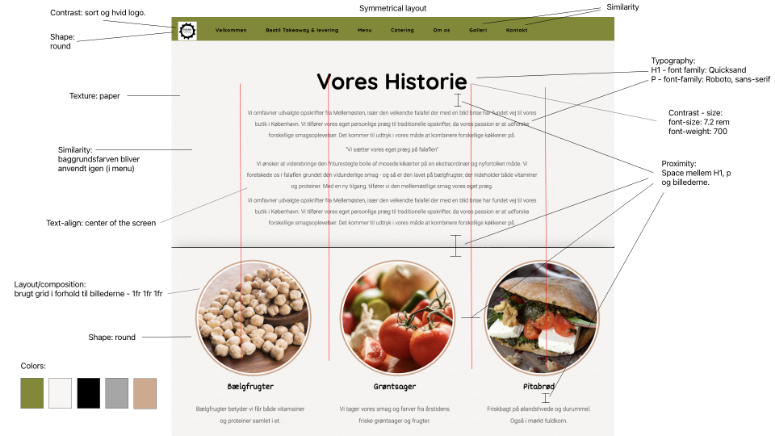 Symmetrical layout
Similarity
Contrast: sort og hvid logo.
Shape:
round
Velkommen Bestil Takeaway & levering Menu Catering Om os Galleri Kontakt
Typography:
H1 - font family: Quicksand
P - font-family: Roboto, sans-serif
Vores Historie
Texture: paper
Contrast - size:
font-size: 7.2 rem
font-weight: 700
Vi omfavner udvalgte opskrifter fra Mellemøsten, især den velkendte falafel der med en bild brise har fundet vej til vores
butik i København. Vi tilfører vores eget personlige præg til traditionelle opskrifter, da vores passion er at udforske
forskellige smagsoplevelser. Det kommer til udtryk i vores måde at kombinere forskellige køkkener på.
"Vi sætter vores eget præg på falaflen"
Similarity:
baggrundsfarven bliver
anvendt igen (i menu)
Proximity:
Space mellem H1, p
og billederne.
Vi ønsker at viderebringe den friturestegte bolle af mosede kikærter på en ekstraordinær og nyfortolket måde. Vi
foretrækkes os i falaflen grundet den vidunderlige smag - og så er den lavet på bælgfrugter, der indeholder både vitaminer
og proteiner. Med en ny tilgang, tilfører vi den mellemøstlige smag vores eget præg.
Vi omfavner udvalgte opskrifter fra Mellemøsten, især den velkendte falafel der med en bild brise har fundet vej til vores
butik i København. Vi tilfører vores eget personlige præg til traditionelle opskrifter, da vores passion er at udforske
forskellige smagsoplevelser. Det kommer til udtryk i vores måde at kombinere forskellige køkkener på.
Text-align: center of the screen
Layout/composition:
brugt grid i forhold til billederne - 1fr 1fr 1fr
Shape: round
Colors:
Bælgfrugter Grøntsager Pitabrød
Bælgfrugter betyder vi får både vitaminer
og proteiner samlet i et.
Vi tager vores smag og farver fra årstidens
friske grøntsager og frugter.
Friskbagt på ølandshvede og durummel.
Også i mørkt fuldkorn.